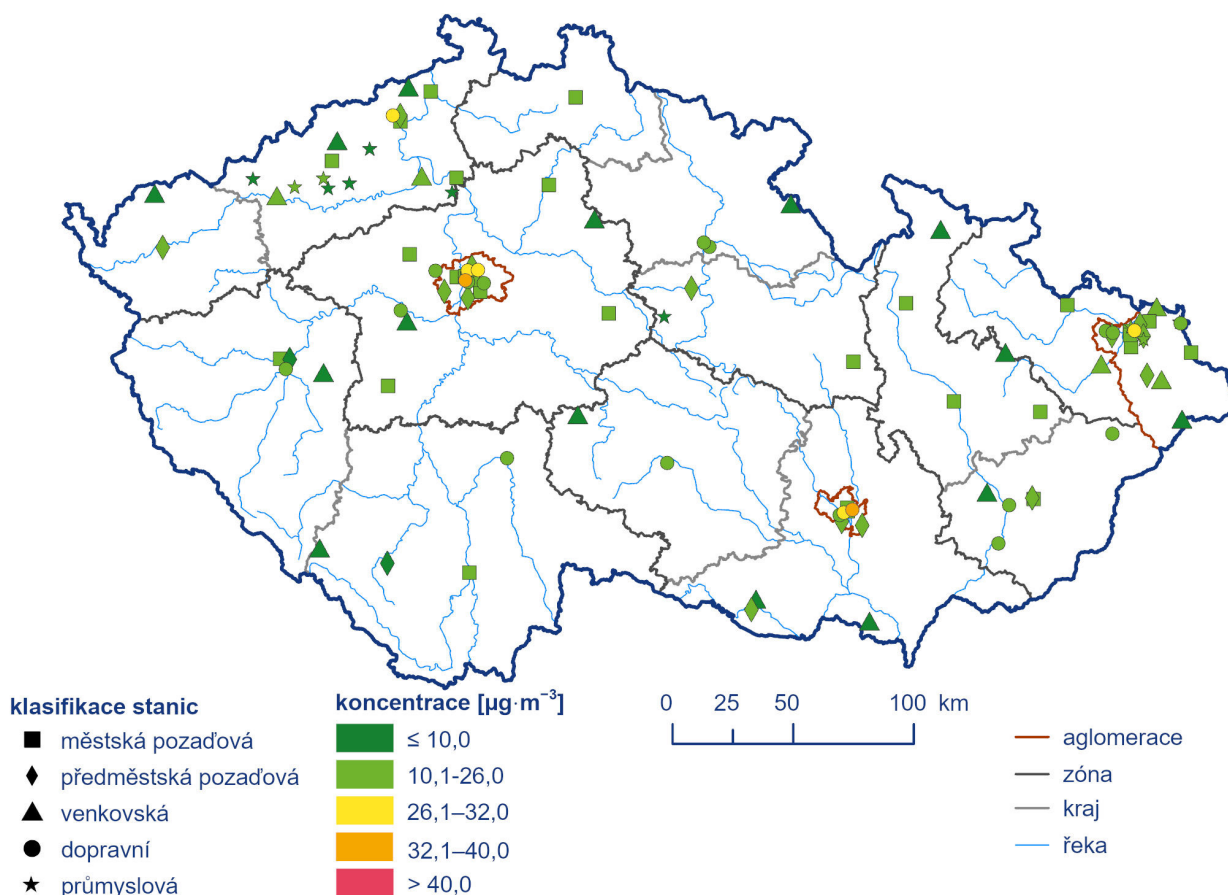 klasifikace stanic
městská pozaďová
předměstská pozaďová
venkovská
dopravní
průmyslová
koncentrace [µg·m⁻³]
≤ 10,0
10,1-26,0
26,1–32,0
32,1–40,0
> 40,0
0 25 50 100 km
aglomerace
zóna
kraj
řeka